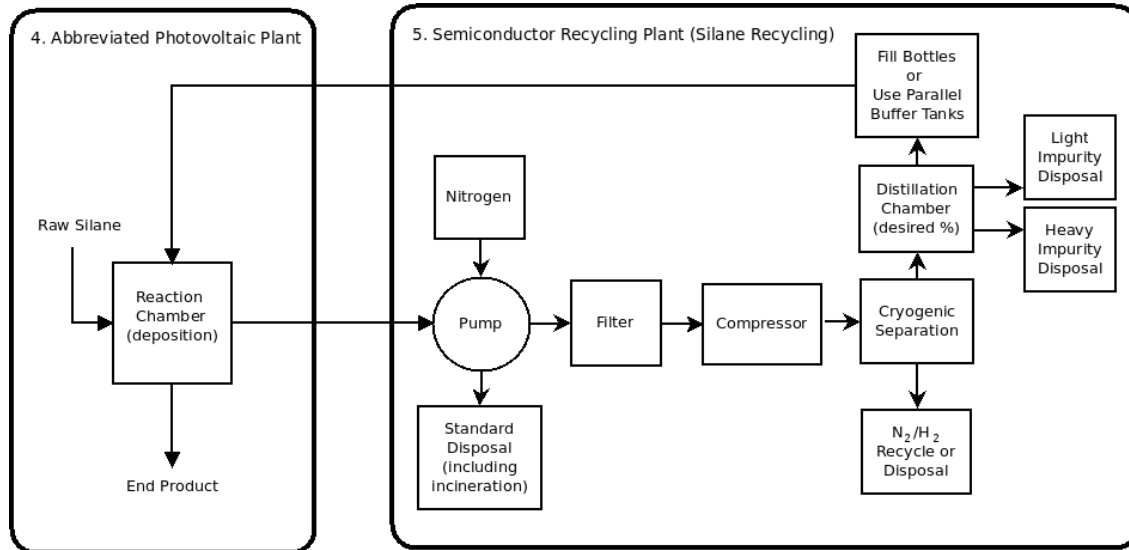 4. Abbreviated Photovoltaic Plant
Raw Silane
Reaction
Chamber
(deposition)
End Product
5. Semiconductor Recycling Plant (Silane Recycling)
Nitrogen
Pump
Standard
Disposal
(including
incineration)
Filter
Compressor
Cryogenic
Separation
N₂/H₂
Recycle or
Disposal
Distillation
Chamber
(desired %)
Fill Bottles
or
Use Parallel
Buffer Tanks
Light
Impurity
Disposal
Heavy
Impurity
Disposal